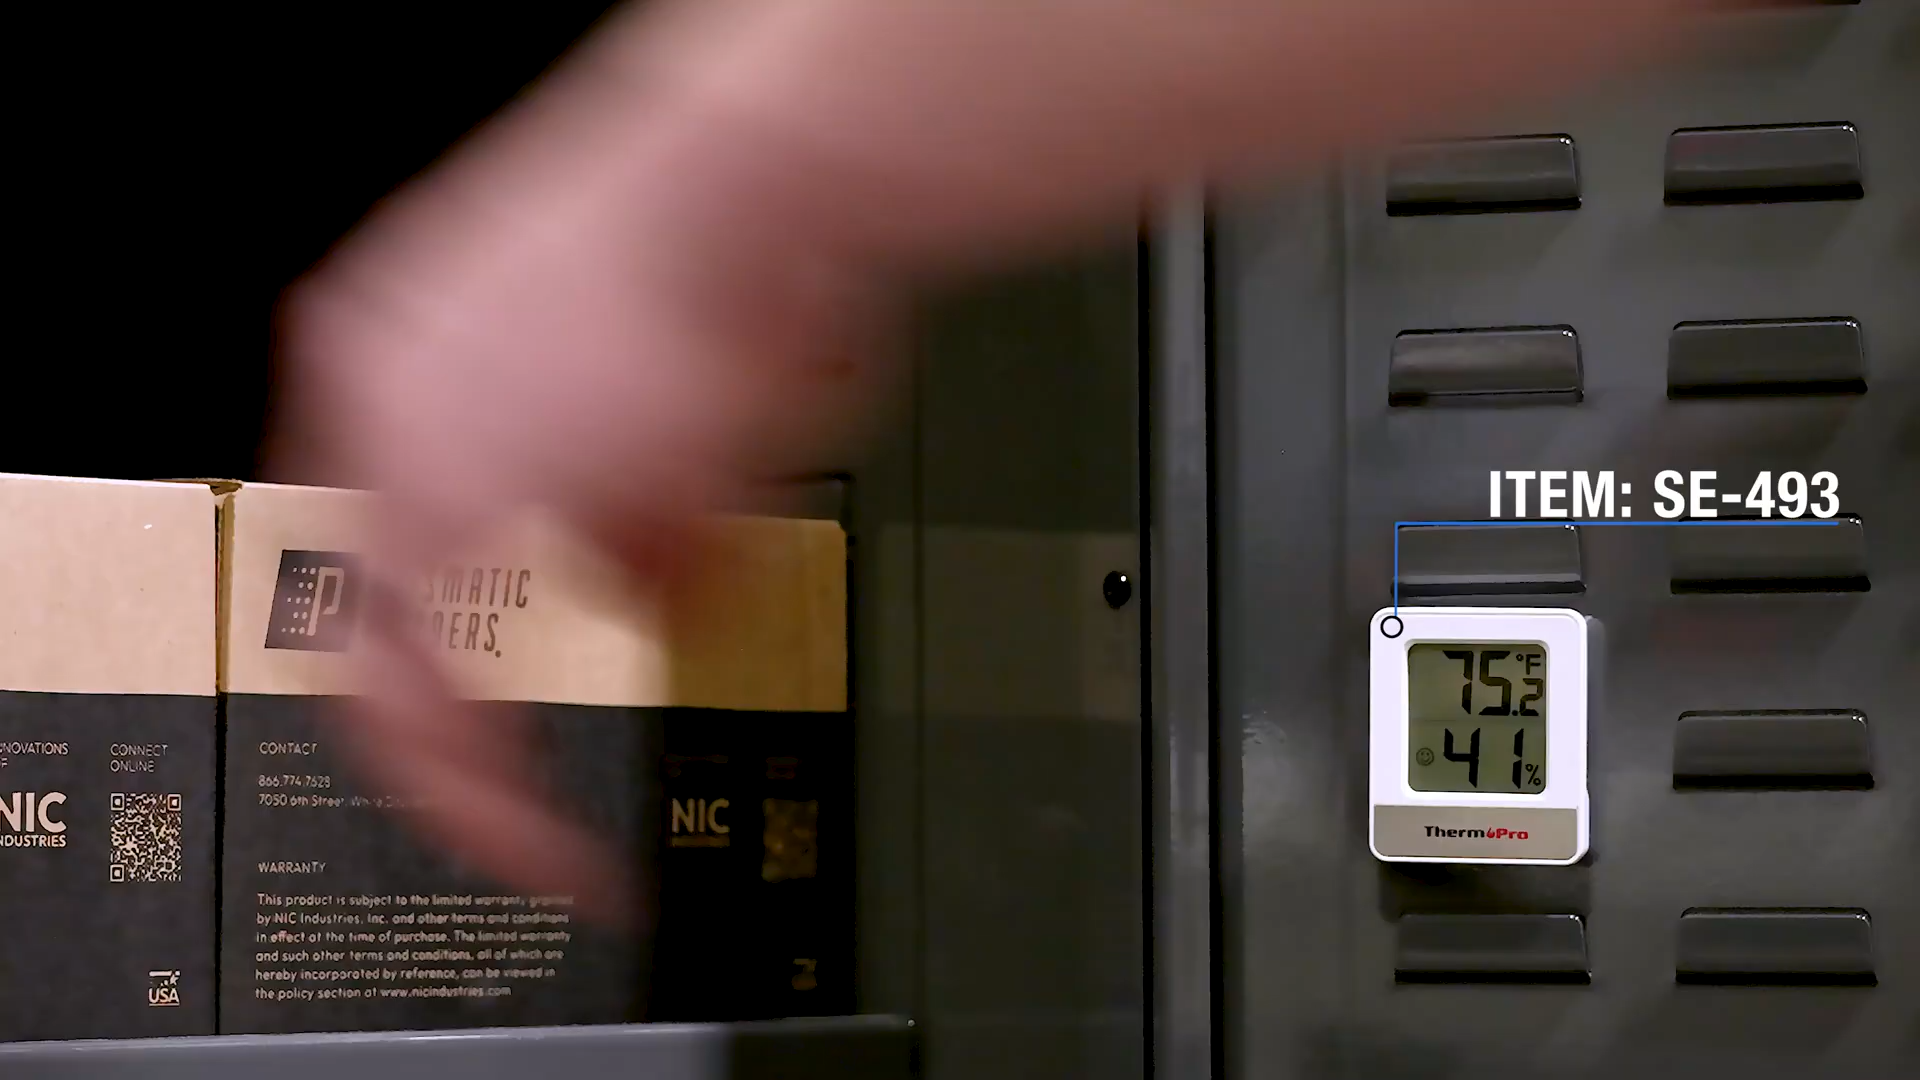 ITEM: SE-493
75.2 °F
41 %
ThermoPro
P
CONNECT
ONLINE
NIC
USA
CONTACT
866.774.7628
7050 6th Street,
WARRANTY
This product is subject to the limited warranty,
by NIC Industries, Inc. and other terms and conditions
in effect at the time of purchase. The limited warranty
and such other terms and conditions, all of which are
hereby incorporated by reference, can be viewed in
the policy section at www.nicindustries.com
NIC